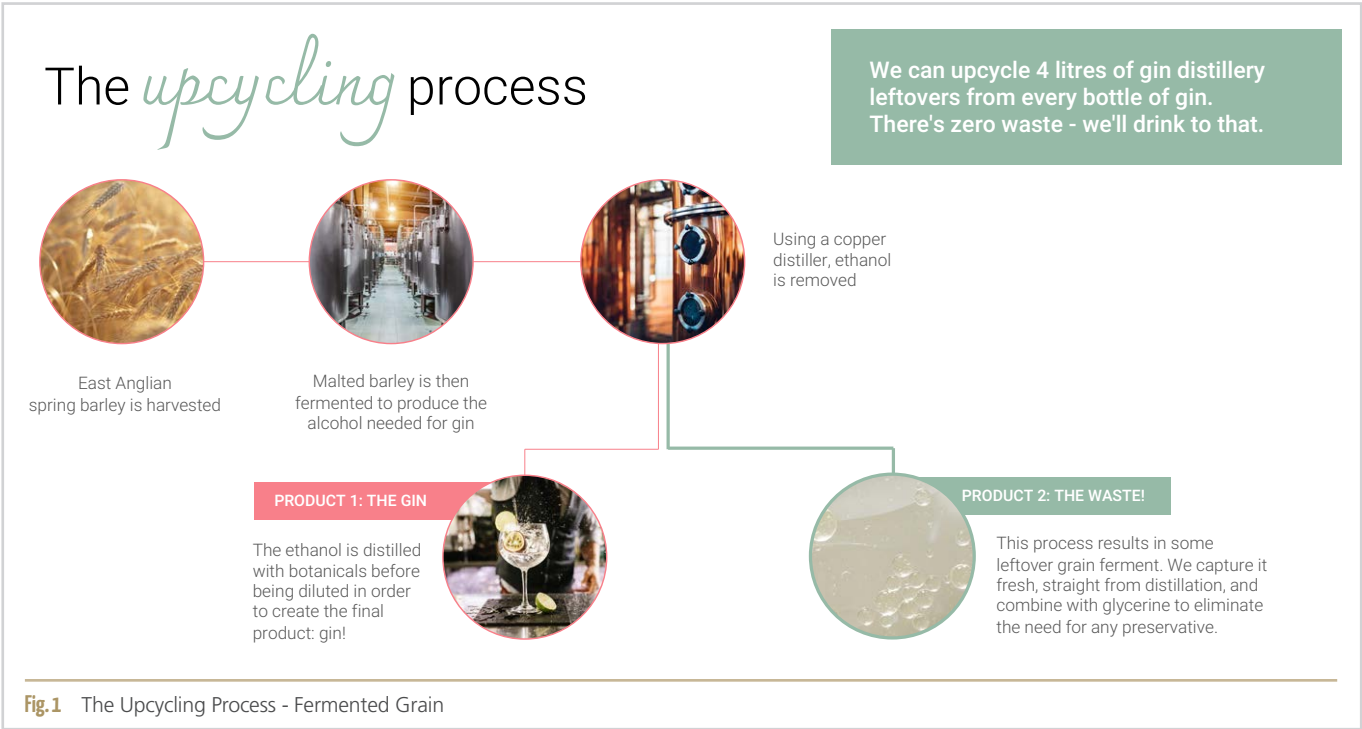 The upcycling process
We can upcycle 4 litres of gin distillery
leftovers from every bottle of gin.
There's zero waste - we'll drink to that.
Using a copper
distiller, ethanol
is removed
East Anglian
spring barley is harvested
Malted barley is then
fermented to produce the
alcohol needed for gin
PRODUCT 1: THE GIN
The ethanol is distilled
with botanicals before
being diluted in order
to create the final
product: gin!
PRODUCT 2: THE WASTE!
This process results in some
leftover grain ferment. We capture it
fresh, straight from distillation, and
combine with glycerine to eliminate
the need for any preservative.
Fig.1 The Upcycling Process - Fermented Grain